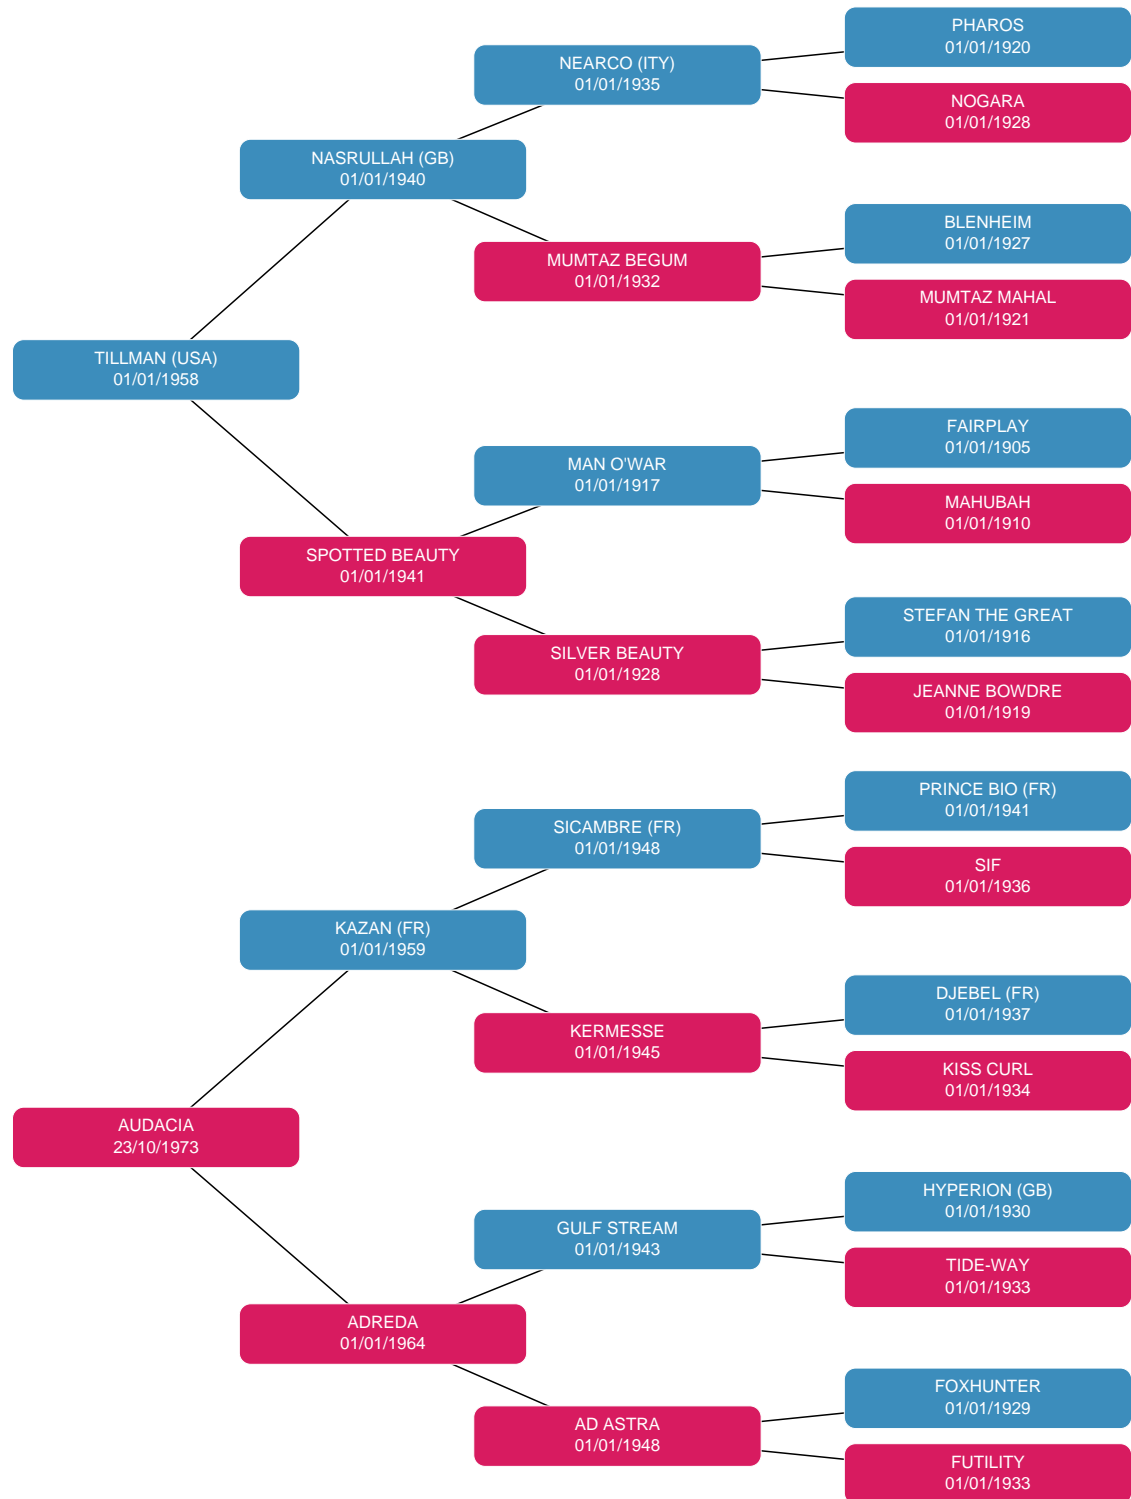 PHAROS
01/01/1920
NEARCO (ITY)
01/01/1935
NOGARA
01/01/1928
NASRULLAH (GB)
01/01/1940
BLENHEIM
01/01/1927
MUMTAZ BEGUM
01/01/1932
MUMTAZ MAHAL
01/01/1921
TILLMAN (USA)
01/01/1958
FAIRPLAY
01/01/1905
MAN O'WAR
01/01/1917
MAHUBAH
01/01/1910
SPOTTED BEAUTY
01/01/1941
STEFAN THE GREAT
01/01/1916
SILVER BEAUTY
01/01/1928
JEANNE BOWDRE
01/01/1919
PRINCE BIO (FR)
01/01/1941
SICAMBRE (FR)
01/01/1948
SIF
01/01/1936
KAZAN (FR)
01/01/1959
DJEBEL (FR)
01/01/1937
KERMESSE
01/01/1945
KISS CURL
01/01/1934
AUDACIA
23/10/1973
HYPERION (GB)
01/01/1930
GULF STREAM
01/01/1943
TIDE-WAY
01/01/1933
ADREDA
01/01/1964
FOXHUNTER
01/01/1929
AD ASTRA
01/01/1948
FUTILITY
01/01/1933